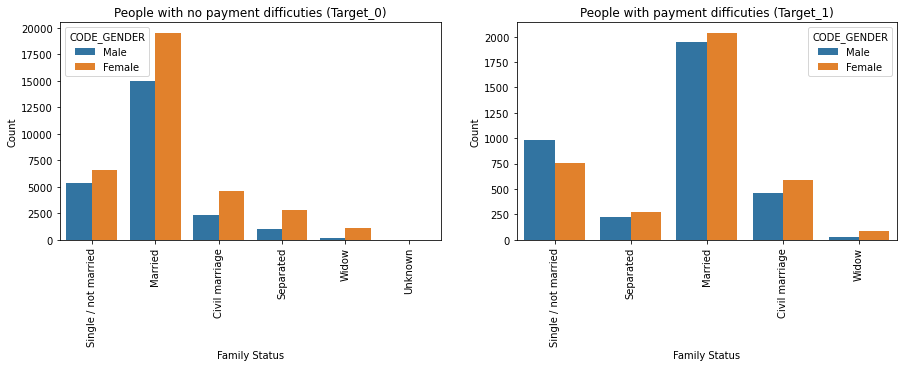 People with no payment difficuties (Target_0)
20000
17500
15000
12500
10000
7500
5000
2500
0
Count
CODE_GENDER
Male
Female
Single / not married
Married
Civil marriage
Separated
Widow
Unknown
Family Status
People with payment difficuties (Target_1)
2000
1750
1500
1250
1000
750
500
250
0
Count
CODE_GENDER
Male
Female
Single / not married
Separated
Married
Civil marriage
Widow
Family Status